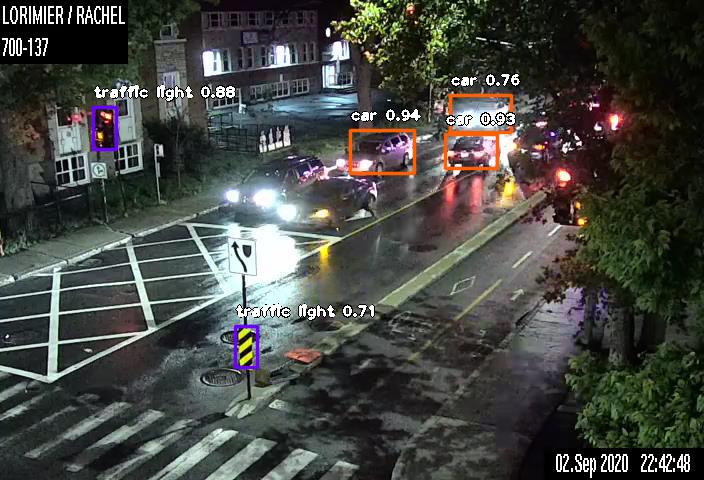 LORIMIER / RACHEL
700-137
car 0.76
traffic light 0.88
car 0.94
car 0.93
traffic light 0.71
02.Sep 2020 22:42:48